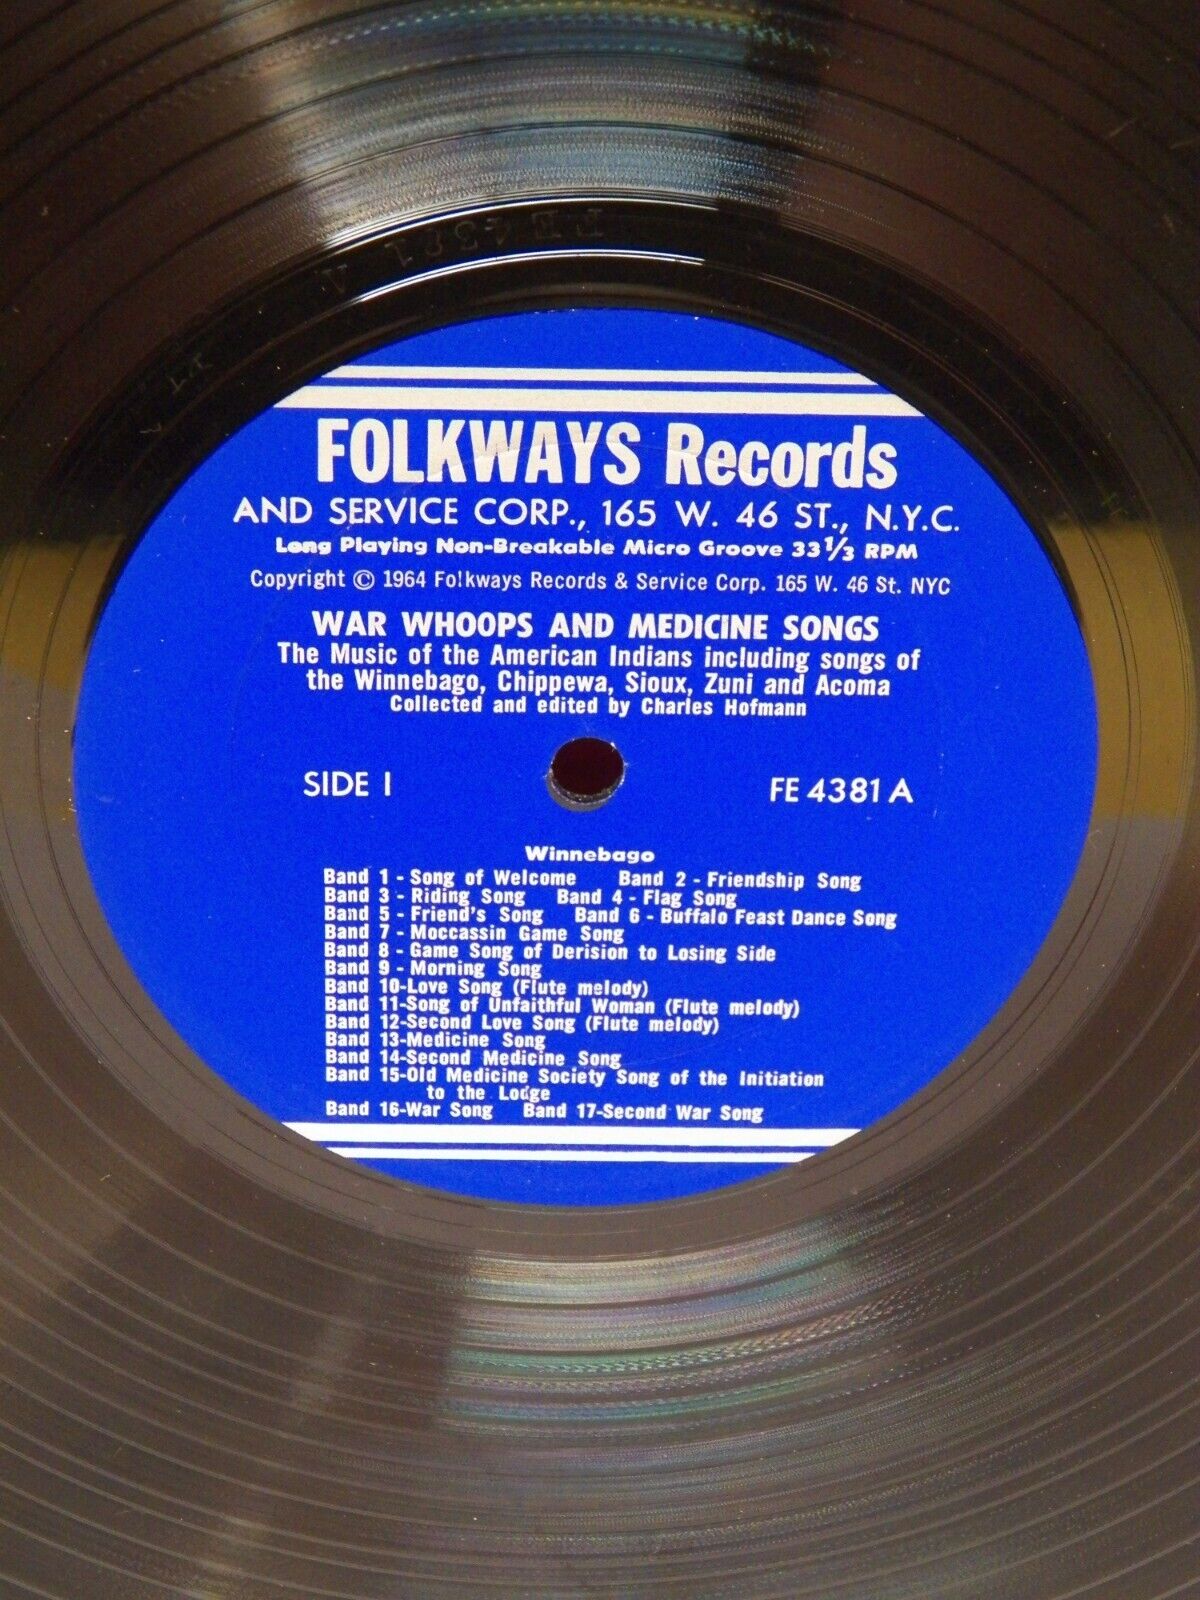 FE4381 A
FOLKWAYS Records
AND SERVICE CORP., 165 W. 46 ST., N.Y.C.
Long Playing Non-Breakable Micro Groove 33 1/3 RPM
Copyright © 1964 Folkways Records & Service Corp. 165 W. 46 St. NYC
WAR WHOOPS AND MEDICINE SONGS
The Music of the American Indians including songs of
the Winnebago, Chippewa, Sioux, Zuni and Acoma
Collected and edited by Charles Hofmann
SIDE I FE 4381 A
Winnebago
Band 1 - Song of Welcome Band 2 - Friendship Song
Band 3 - Riding Song Band 4 - Flag Song
Band 5 - Friend's Song Band 6 - Buffalo Feast Dance Song
Band 7 - Moccassin Game Song
Band 8 - Game Song of Derision to Losing Side
Band 9 - Morning Song
Band 10-Love Song (Flute melody)
Band 11-Song of Unfaithful Woman (Flute melody)
Band 12-Second Love Song (Flute melody)
Band 13-Medicine Song
Band 14-Second Medicine Song
Band 15-Old Medicine Society Song of the Initiation
to the Lodge
Band 16-War Song Band 17-Second War Song